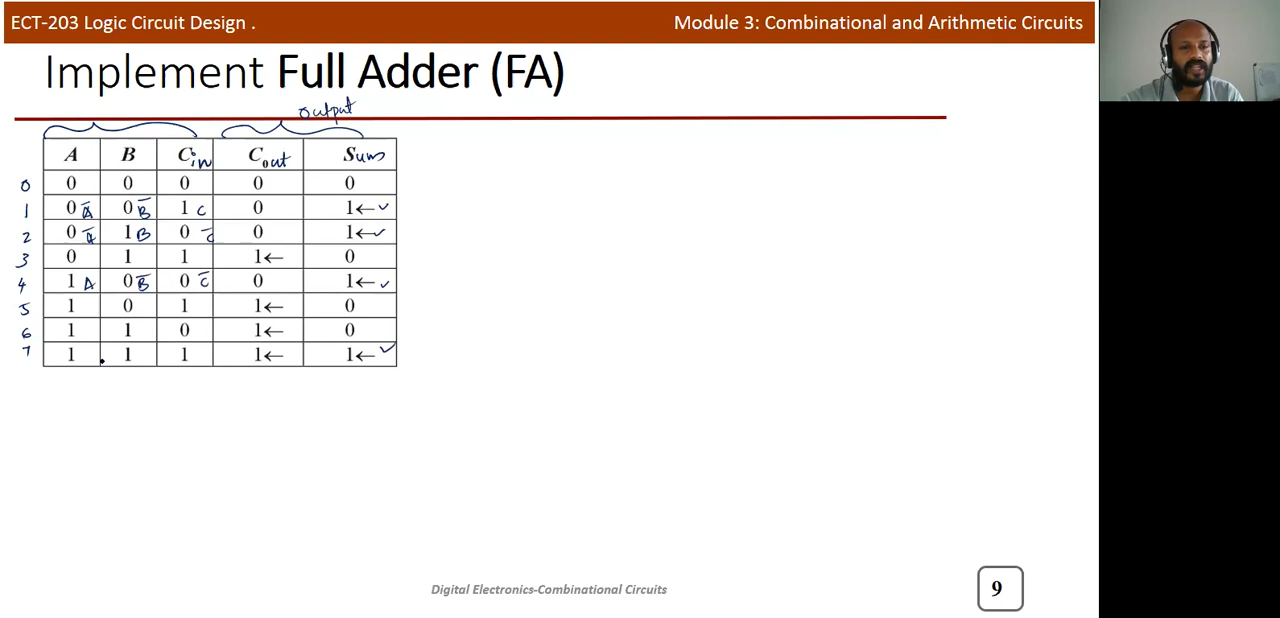 ECT-203 Logic Circuit Design .
Module 3: Combinational and Arithmetic Circuits
Implement Full Adder (FA)
output
A B Cin Cout Sum
0 0 0 0 0 0
1 0 A̅ 0 B̅ 1 C 0 1← ✓
2 0 A̅ 1 B 0 C̅ 0 1← ✓
3 0 1 1 1← 0
4 1 A 0 B̅ 0 C̅ 0 1← ✓
5 1 0 1 1← 0
6 1 1 0 1← 0
7 1 1 1 1← 1← ✓
Digital Electronics-Combinational Circuits
9